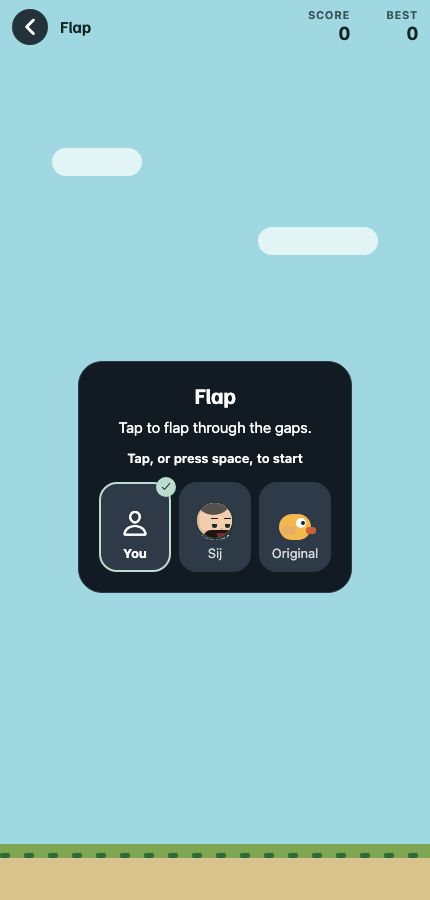 Flap
SCORE
0
BEST
0
Flap
Tap to flap through the gaps.
Tap, or press space, to start
You
Sij
Original